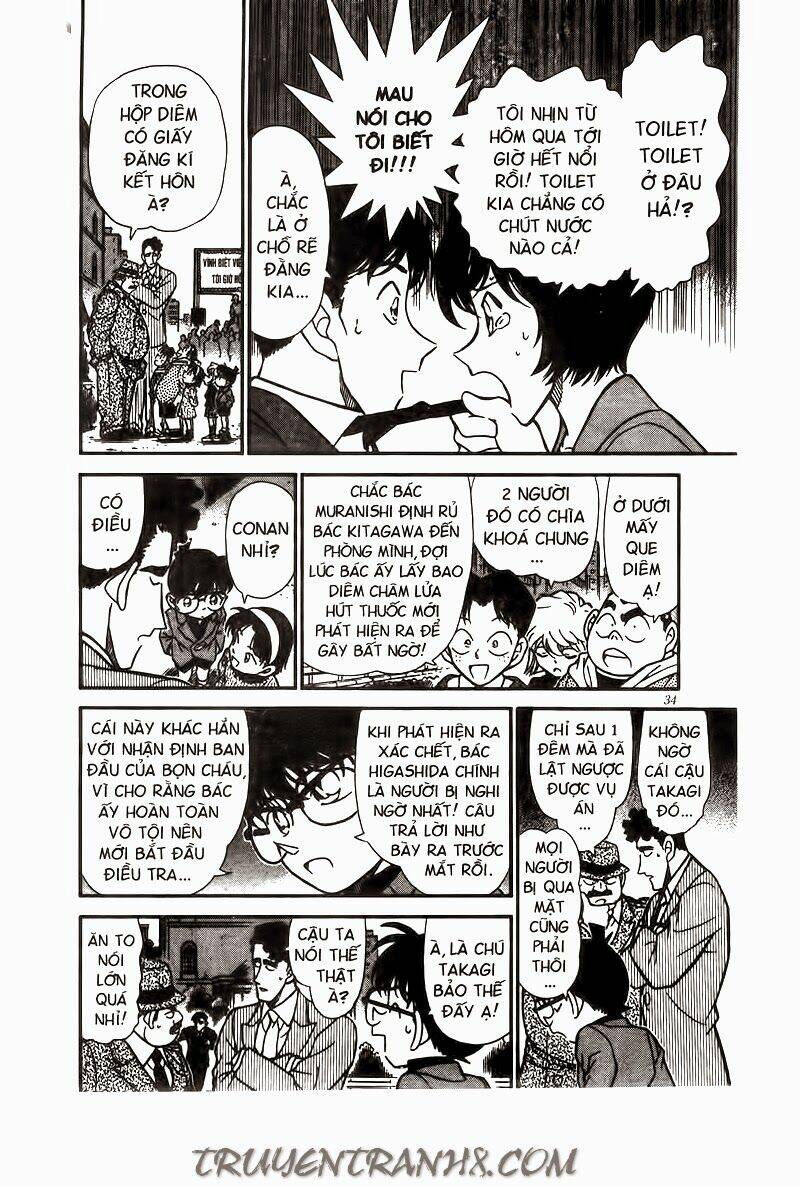 TOILET!
TOILET
Ở ĐÂU
HẢ!?
TÔI NHỊN TỪ
HÔM QUA TỚI
GIỜ HẾT NỔI
RỒI! TOILET
KIA CHẲNG CÓ
CHÚT NƯỚC
NÀO CẢ!
MAU
NÓI CHO
TÔI BIẾT
ĐI!!!
À,
CHẮC
LÀ Ở
CHỖ RẼ
ĐẰNG
KIA...
TRONG
HỘP DIÊM
CÓ GIẤY
ĐĂNG KÍ
KẾT HÔN
À?
VĨNH BIỆT
TỚI GIỜ
Ở DƯỚI
MẤY
QUE
DIÊM
Ạ!
2 NGƯỜI
ĐÓ CÓ CHÌA
KHOÁ CHUNG
...
CHẮC BÁC
MURANISHI ĐỊNH RỦ
BÁC KITAGAWA ĐẾN
PHÒNG MÌNH, ĐỢI
LÚC BÁC ẤY LẤY BAO
DIÊM CHÂM LỬA
HÚT THUỐC MỚI
PHÁT HIỆN RA ĐỂ
GÂY BẤT NGỜ!
CONAN
NHỈ?
CÓ
ĐIỀU
...
34
KHÔNG
NGỜ
CÁI CẬU
TAKAGI
ĐÓ...
CHỈ SAU 1
ĐÊM MÀ ĐÃ
LẬT NGƯỢC
ĐƯỢC VỤ
ÁN ...
MỌI
NGƯỜI
BỊ QUA
MẶT
CŨNG
PHẢI
THÔI
...
KHI PHÁT HIỆN RA
XÁC CHẾT, BÁC
HIGASHIDA CHÍNH
LÀ NGƯỜI BỊ NGHI
NGỜ NHẤT! CÂU
TRẢ LỜI NHƯ
BÀY RA TRƯỚC
MẮT RỒI.
CÁI NÀY KHÁC HẲN
VỚI NHẬN ĐỊNH BAN
ĐẦU CỦA BỌN CHÁU,
VÌ CHO RẰNG BÁC
ẤY HOÀN TOÀN
VÔ TỘI NÊN
MỚI BẮT ĐẦU
ĐIỀU TRA...
À, LÀ CHÚ
TAKAGI
BẢO THẾ
ĐẤY Ạ!
CẬU TA
NÓI THẾ
THẬT
À?
ĂN TO
NÓI
LỚN
QUÁ
NHỈ!
TRUYENTRANH8.COM